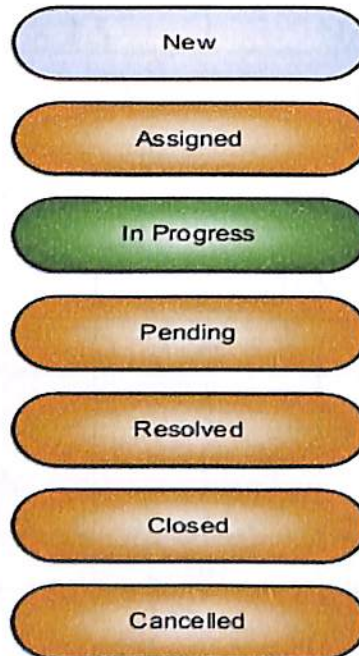 New
Assigned
In Progress
Pending
Resolved
Closed
Cancelled